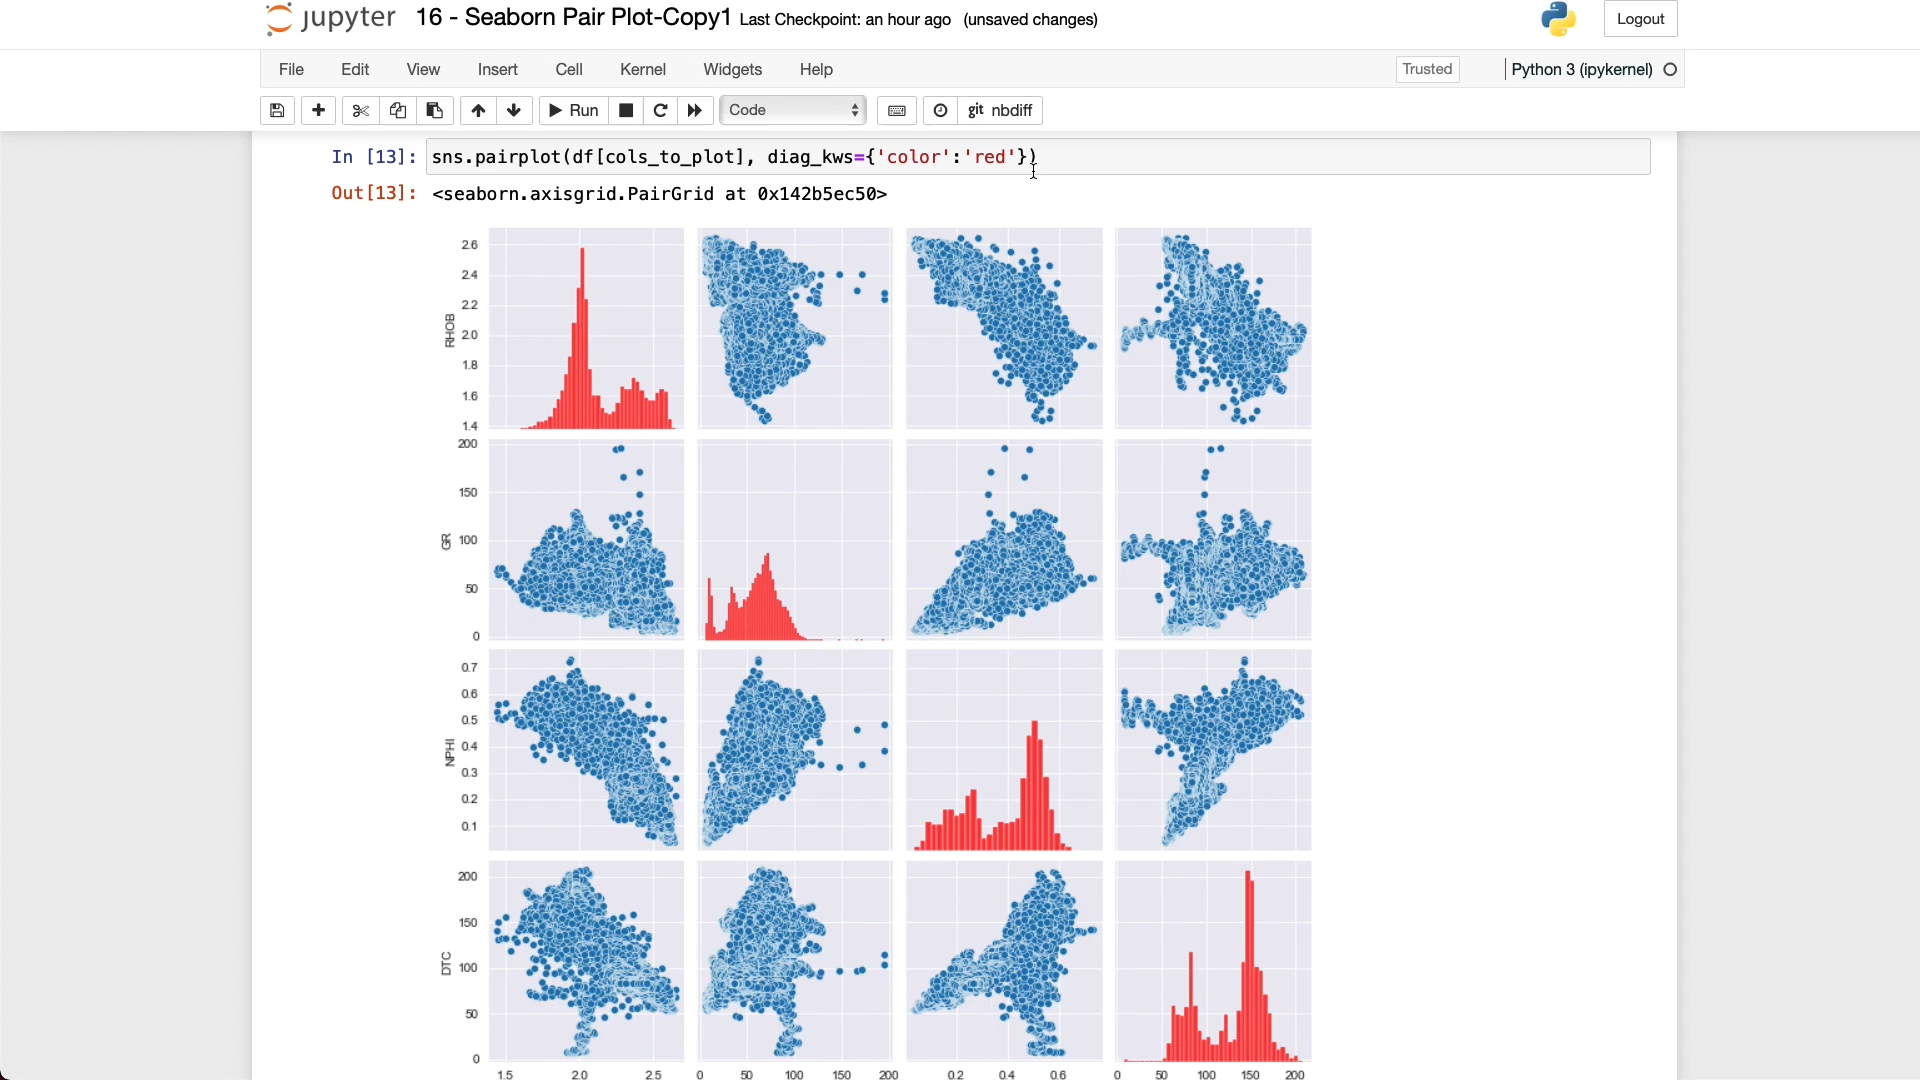 jupyter 16 - Seaborn Pair Plot-Copy1 Last Checkpoint: an hour ago (unsaved changes) Logout
File Edit View Insert Cell Kernel Widgets Help Trusted Python 3 (ipykernel)
Run Code git nbdiff
In [13]: sns.pairplot(df[cols_to_plot], diag_kws={'color':'red'})
Out[13]: <seaborn.axisgrid.PairGrid at 0x142b5ec50>
2.6
2.4
2.2
2.0
1.8
1.6
1.4
RHOB
200
150
100
50
0
GR
0.7
0.6
0.5
0.4
0.3
0.2
0.1
NPHI
200
150
100
50
0
DTC
1.5 2.0 2.5 0 50 100 150 200 0.2 0.4 0.6 0 50 100 150 200